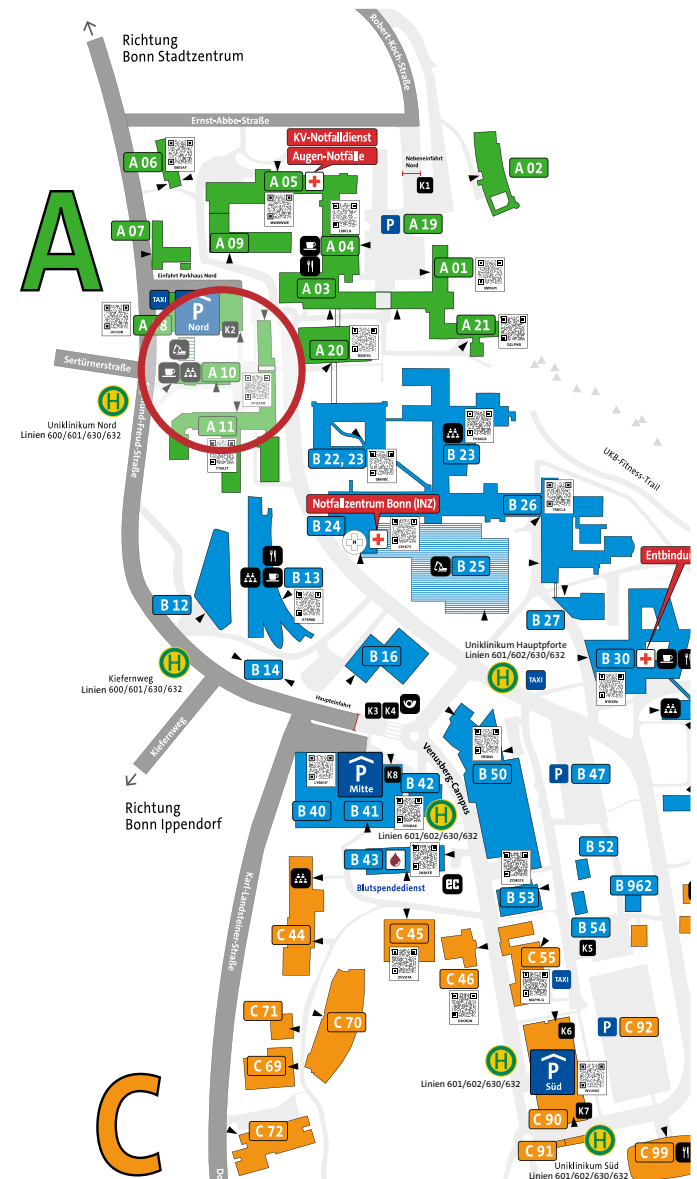 Richtung
Bonn Stadtzentrum
Robert-Koch-Straße
Ernst-Abbe-Straße
KV-Notfalldienst
Augen-Notfälle
Nebeneinfahrt
Nord
K1
A 02
A 06
A 05
A
A 07
A 09
A 04
P
A 19
A 01
A 03
Einfahrt Parkhaus Nord
TAXI
P
Nord
K2
A 21
A 20
Sertürnerstraße
A 10
A 11
H
Uniklinikum Nord
Linien 600/601/630/632
B 22, 23
B 23
UKB-Fitness-Trail
Notfallzentrum Bonn (INZ)
B 24
H
B 26
B 25
B 13
B 12
B 27
B 14
B 16
Uniklinikum Hauptpforte
Linien 601/602/630/632
H
TAXI
B 30
H
Kiefernweg
Linien 600/601/630/632
Haupteinfahrt
K3
K4
Kiefernweg
Venusberg-Campus
Richtung
Bonn Ippendorf
P
Mitte
K8
B 42
B 40
B 41
H
Linien 601/602/630/632
B 50
P
B 47
B 43
Blutspendedienst
ec
B 52
B 53
B 962
B 54
K5
Karl-Landsteiner-Straße
C 44
C 45
C 46
C 55
TAXI
C 71
C 70
C 69
C 72
C
K6
P
C 92
H
Linien 601/602/630/632
P
Süd
K7
C 90
C 91
H
Uniklinikum Süd
Linien 601/602/630/632
C 99